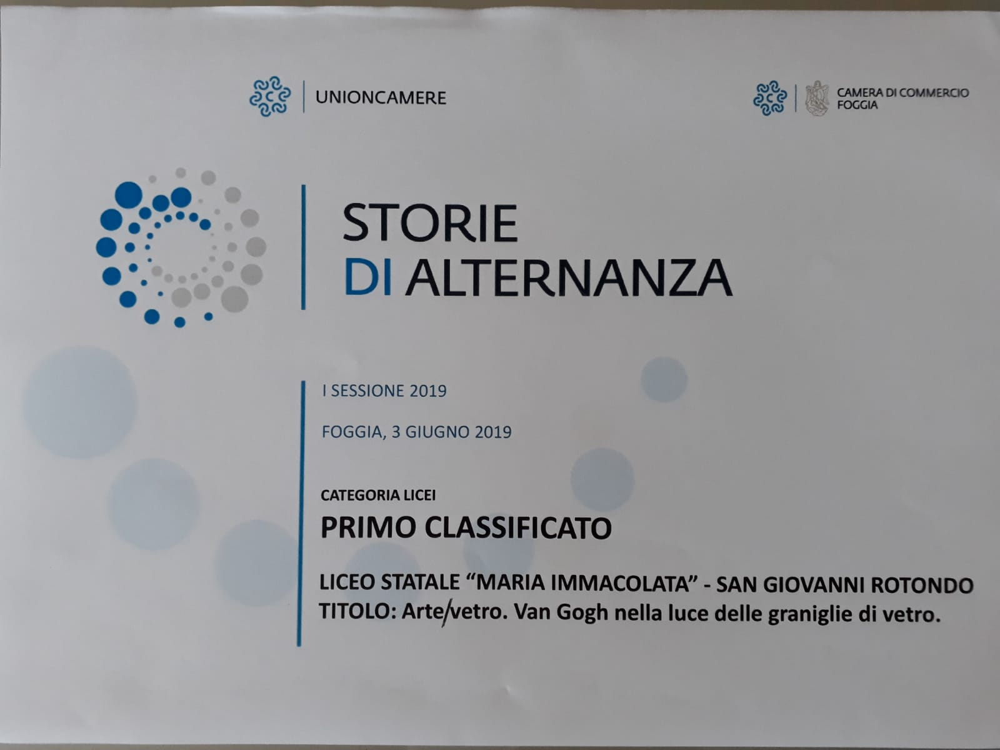 UNIONCAMERE
CAMERA DI COMMERCIO
FOGGIA
STORIE
DI ALTERNANZA
I SESSIONE 2019
FOGGIA, 3 GIUGNO 2019
CATEGORIA LICEI
PRIMO CLASSIFICATO
LICEO STATALE “MARIA IMMACOLATA” - SAN GIOVANNI ROTONDO
TITOLO: Arte/vetro. Van Gogh nella luce delle graniglie di vetro.